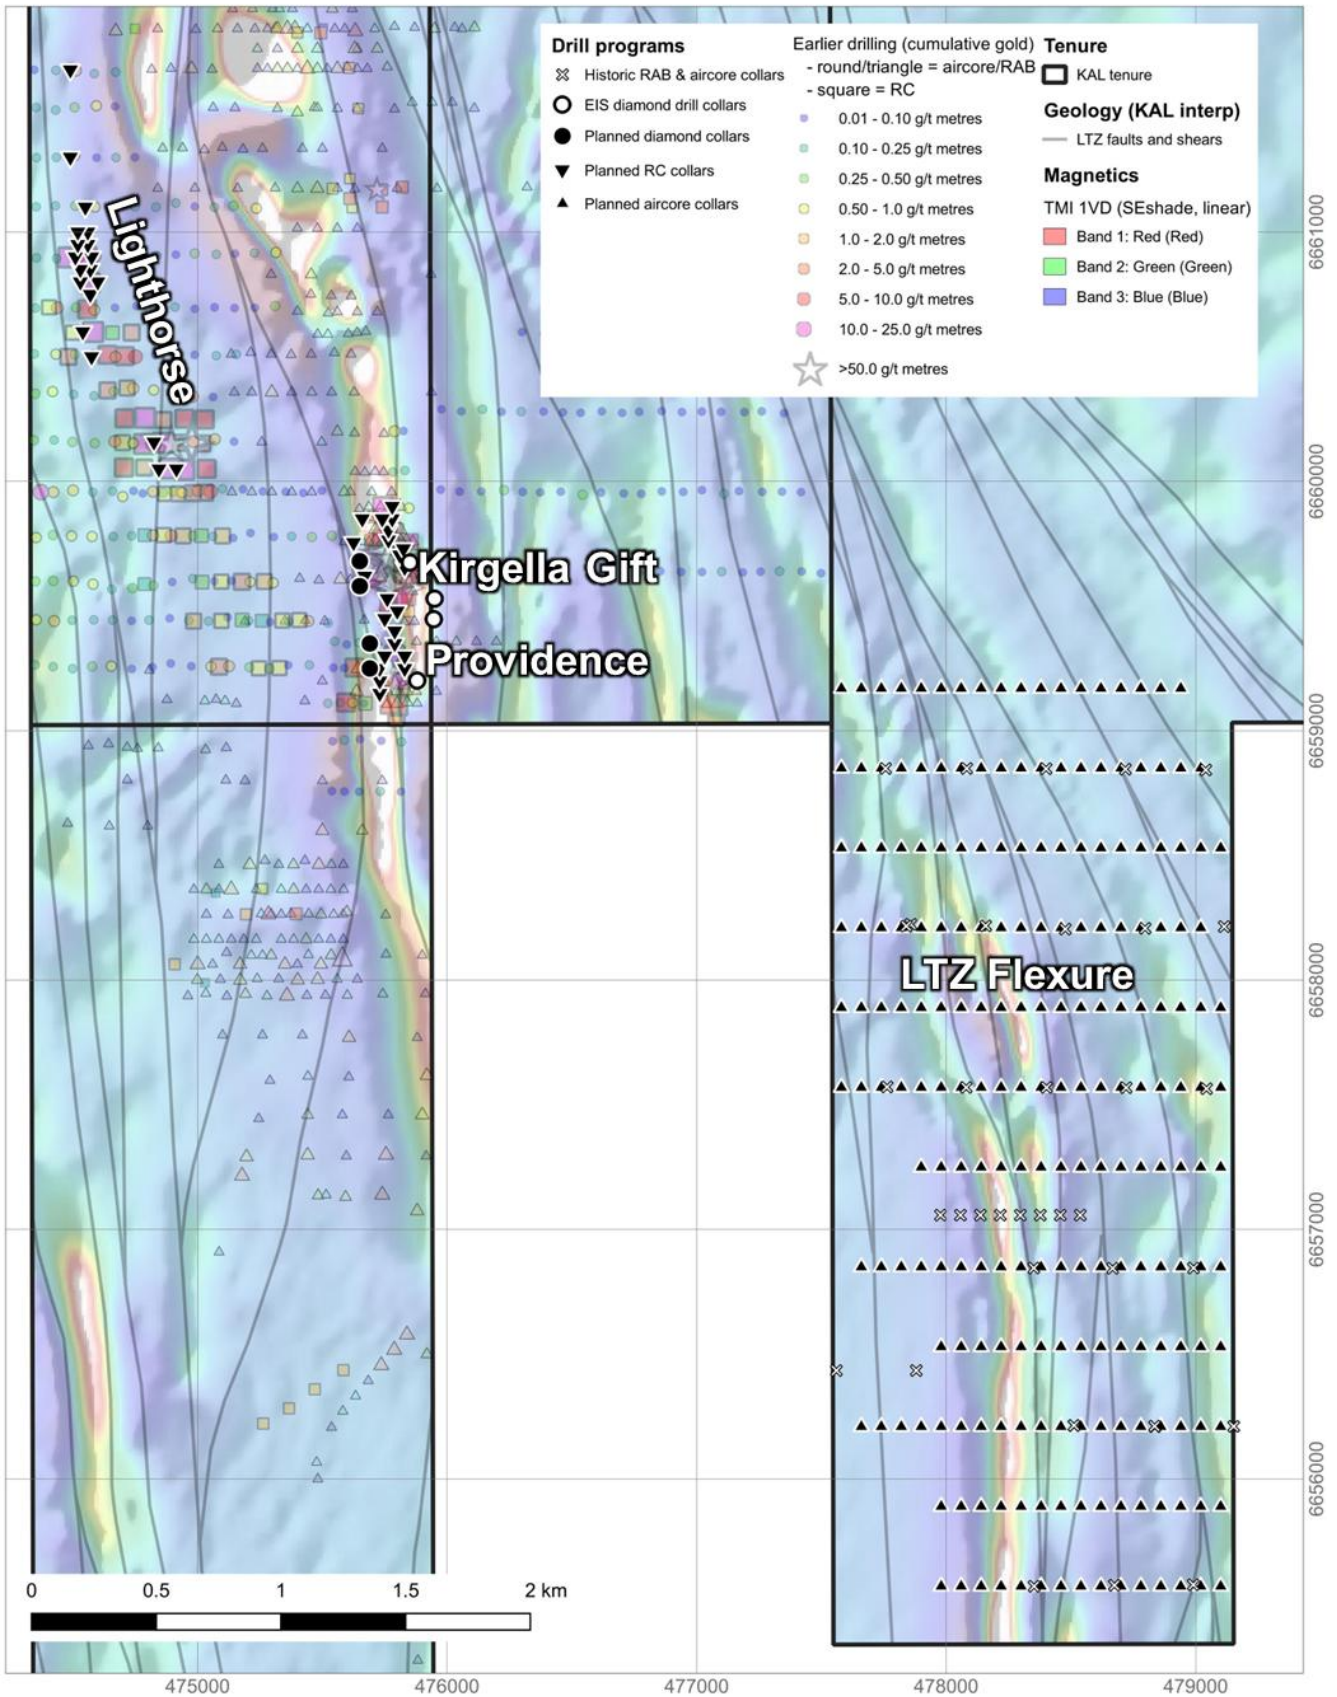 Drill programs
Historic RAB & aircore collars
EIS diamond drill collars
Planned diamond collars
Planned RC collars
Planned aircore collars
Earlier drilling (cumulative gold)
- round/triangle = aircore/RAB
- square = RC
0.01 - 0.10 g/t metres
0.10 - 0.25 g/t metres
0.25 - 0.50 g/t metres
0.50 - 1.0 g/t metres
1.0 - 2.0 g/t metres
2.0 - 5.0 g/t metres
5.0 - 10.0 g/t metres
10.0 - 25.0 g/t metres
>50.0 g/t metres
Tenure
KAL tenure
Geology (KAL interp)
LTZ faults and shears
Magnetics
TMI 1VD (SEshade, linear)
Band 1: Red (Red)
Band 2: Green (Green)
Band 3: Blue (Blue)
Lighthorse
Kirgella Gift
Providence
LTZ Flexure
6661000
6660000
6659000
6658000
6657000
6656000
0 0.5 1 1.5 2 km
475000 476000 477000 478000 479000